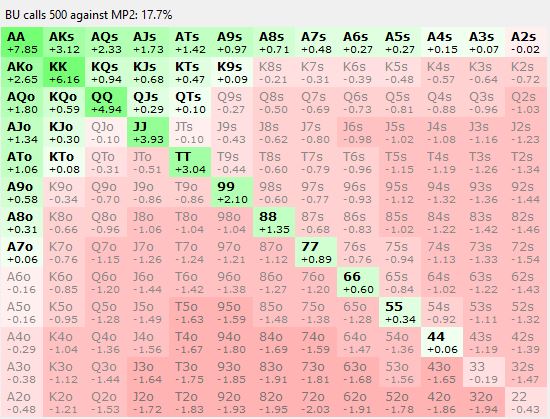 BU calls 500 against MP2: 17.7%
AA AKs AQs AJs ATs A9s A8s A7s A6s A5s A4s A3s A2s
+7.85 +3.12 +2.33 +1.73 +1.42 +0.97 +0.71 +0.48 +0.27 +0.27 +0.15 +0.07 -0.02
AKo KK KQs KJs KTs K9s K8s K7s K6s K5s K4s K3s K2s
+2.65 +6.16 +0.94 +0.68 +0.47 +0.09 -0.21 -0.31 -0.39 -0.48 -0.57 -0.64 -0.72
AQo KQo QQ QJs QTs Q9s Q8s Q7s Q6s Q5s Q4s Q3s Q2s
+1.80 +0.59 +4.94 +0.29 +0.10 -0.27 -0.50 -0.69 -0.73 -0.81 -0.88 -0.96 -1.03
AJo KJo QJo JJ JTs J9s J8s J7s J6s J5s J4s J3s J2s
+1.34 +0.30 -0.10 +3.93 -0.10 -0.43 -0.62 -0.80 -0.98 -1.02 -1.08 -1.16 -1.23
ATo KTo QTo JTo TT T9s T8s T7s T6s T5s T4s T3s T2s
+1.06 +0.08 -0.31 -0.51 +3.04 -0.44 -0.60 -0.79 -0.96 -1.15 -1.19 -1.26 -1.34
A9o K9o Q9o J9o T9o 99 98s 97s 96s 95s 94s 93s 92s
+0.58 -0.34 -0.70 -0.86 -0.86 +2.10 -0.60 -0.77 -0.93 -1.12 -1.32 -1.36 -1.44
A8o K8o Q8o J8o T8o 98o 88 87s 86s 85s 84s 83s 82s
+0.31 -0.66 -0.96 -1.06 -1.04 -1.04 +1.35 -0.68 -0.83 -1.01 -1.22 -1.42 -1.46
A7o K7o Q7o J7o T7o 97o 87o 77 76s 75s 74s 73s 72s
+0.06 -0.76 -1.15 -1.26 -1.24 -1.21 -1.12 +0.89 -0.76 -0.94 -1.13 -1.33 -1.54
A6o K6o Q6o J6o T6o 96o 86o 76o 66 65s 64s 63s 62s
-0.16 -0.85 -1.20 -1.44 -1.42 -1.38 -1.27 -1.20 +0.60 -0.84 -1.02 -1.22 -1.43
A5o K5o Q5o J5o T5o 95o 85o 75o 65o 55 54s 53s 52s
-0.16 -0.95 -1.28 -1.49 -1.63 -1.59 -1.48 -1.38 -1.28 +0.34 -0.92 -1.11 -1.32
A4o K4o Q4o J4o T4o 94o 84o 74o 64o 54o 44 43s 42s
-0.29 -1.04 -1.36 -1.56 -1.67 -1.80 -1.69 -1.59 -1.47 -1.36 +0.06 -1.19 -1.39
A3o K3o Q3o J3o T3o 93o 83o 73o 63o 53o 43o 33 32s
-0.38 -1.12 -1.44 -1.64 -1.75 -1.85 -1.91 -1.81 -1.68 -1.56 -1.65 -0.19 -1.47
A2o K2o Q2o J2o T2o 92o 82o 72o 62o 52o 42o 32o 22
-0.48 -1.21 -1.53 -1.72 -1.83 -1.93 -1.95 -2.03 -1.91 -1.78 -1.86 -1.94 -0.43